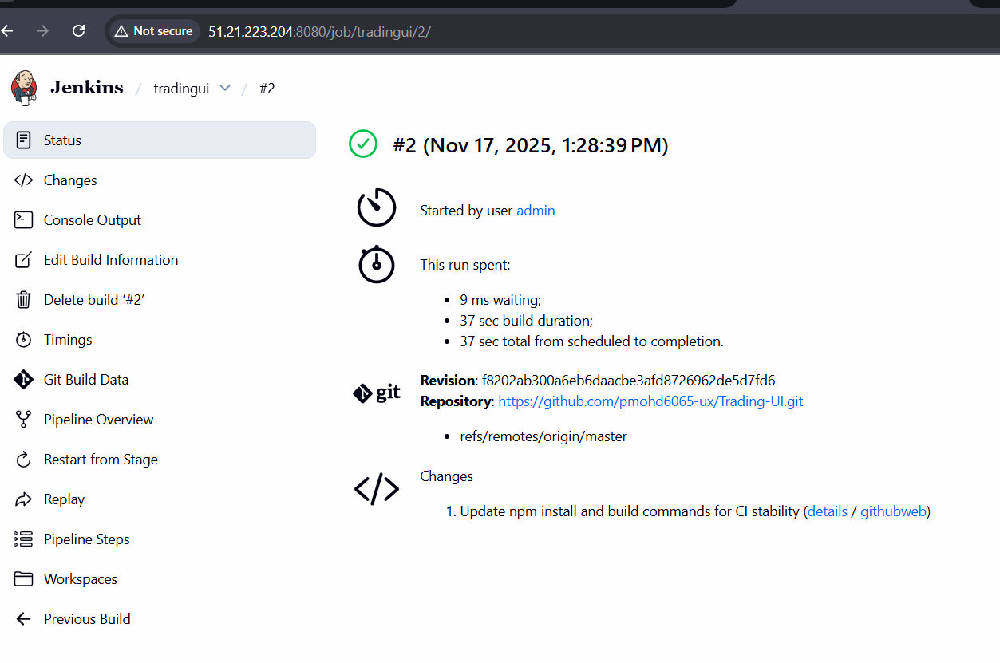 Not secure 51.21.223.204:8080/job/tradingui/2/
Jenkins / tradingui / #2
Status
Changes
Console Output
Edit Build Information
Delete build ‘#2’
Timings
Git Build Data
Pipeline Overview
Restart from Stage
Replay
Pipeline Steps
Workspaces
Previous Build
#2 (Nov 17, 2025, 1:28:39 PM)
Started by user admin
This run spent:
• 9 ms waiting;
• 37 sec build duration;
• 37 sec total from scheduled to completion.
git
Revision: f8202ab300a6eb6daacbe3afd8726962de5d7fd6
Repository: https://github.com/pmohd6065-ux/Trading-UI.git
• refs/remotes/origin/master
Changes
1. Update npm install and build commands for CI stability (details / githubweb)